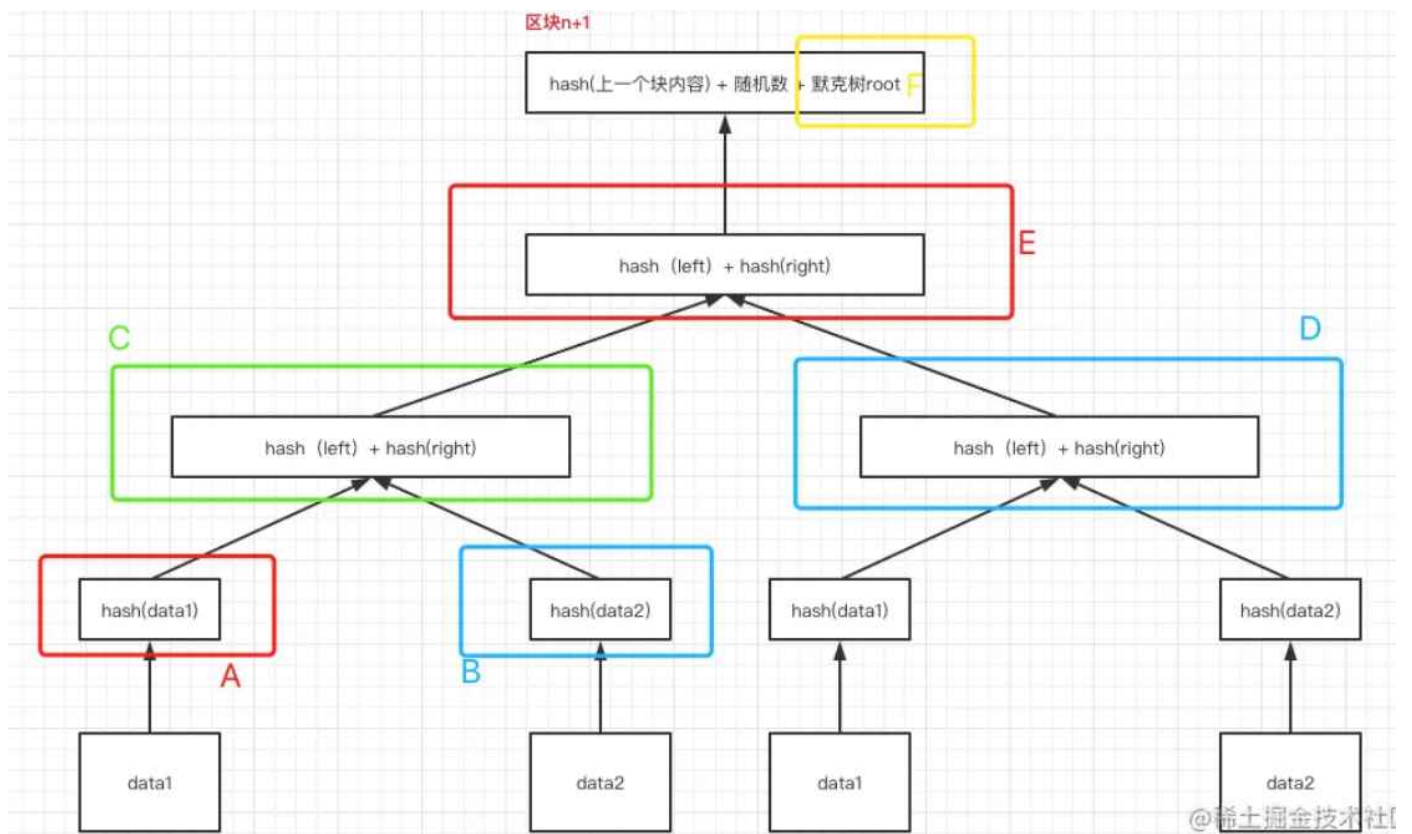 区块n+1
hash(上一个块内容) + 随机数 + 默克树root F
E
hash（left）+ hash(right)
C
D
hash（left）+ hash(right)
hash（left）+ hash(right)
hash(data1)
hash(data2)
hash(data1)
hash(data2)
A
B
data1
data2
data1
data2
@稀土掘金技术社区